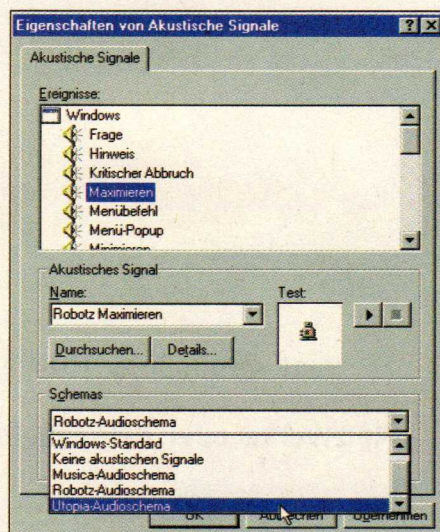 Eigenschaften von Akustische Signale
Akustische Signale
Ereignisse:
Windows
Frage
Hinweis
Kritischer Abbruch
Maximieren
Menübefehl
Menü-Popup
Minimieren
Akustisches Signal
Name:
Test:
Robotz Maximieren
Durchsuchen... Details...
Schemas
Robotz-Audioschema
Windows-Standard
Keine akustischen Signale
Musica-Audioschema
Robotz-Audioschema
Utopia-Audioschema
OK Abbrechen Übernehmen